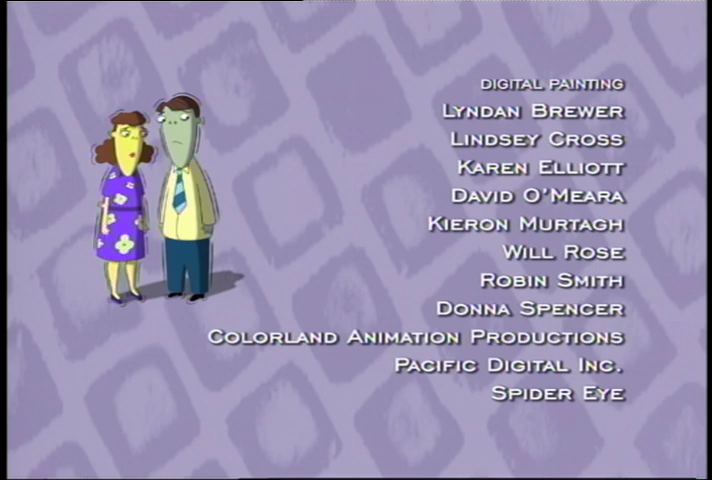 DIGITAL PAINTING
LYNDAN BREWER
LINDSEY CROSS
KAREN ELLIOTT
DAVID O'MEARA
KIERON MURTAGH
WILL ROSE
ROBIN SMITH
DONNA SPENCER
COLORLAND ANIMATION PRODUCTIONS
PACIFIC DIGITAL INC.
SPIDER EYE